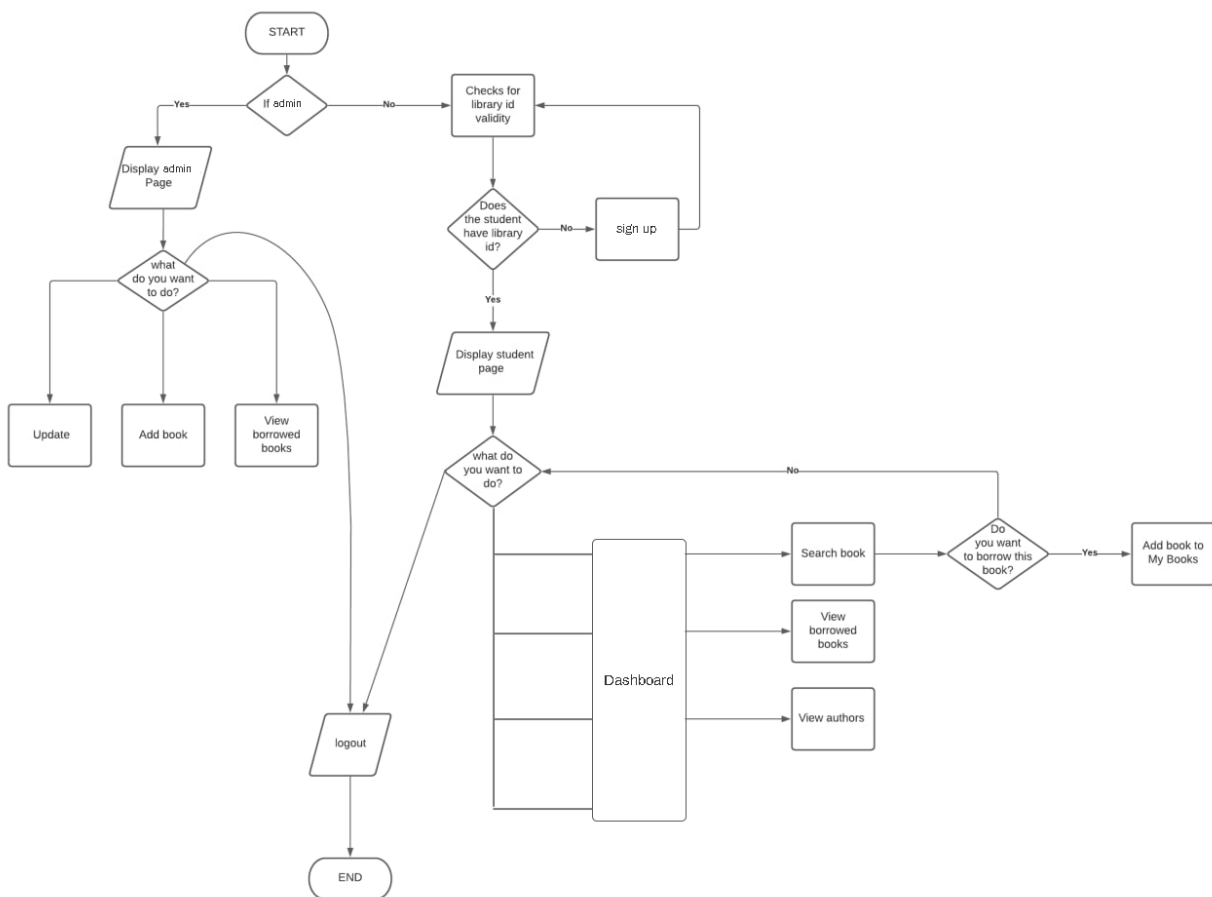 START
If admin
Yes
No
Checks for
library id
validity
Display admin
Page
Does
the student
have library
id?
No
sign up
what
do you want
to do?
Yes
Display student
page
Update
Add book
View
borrowed
books
what do
you want to
do?
No
Search book
Do
you want
to borrow this
book?
Yes
Add book to
My Books
View
borrowed
books
Dashboard
View authors
logout
END